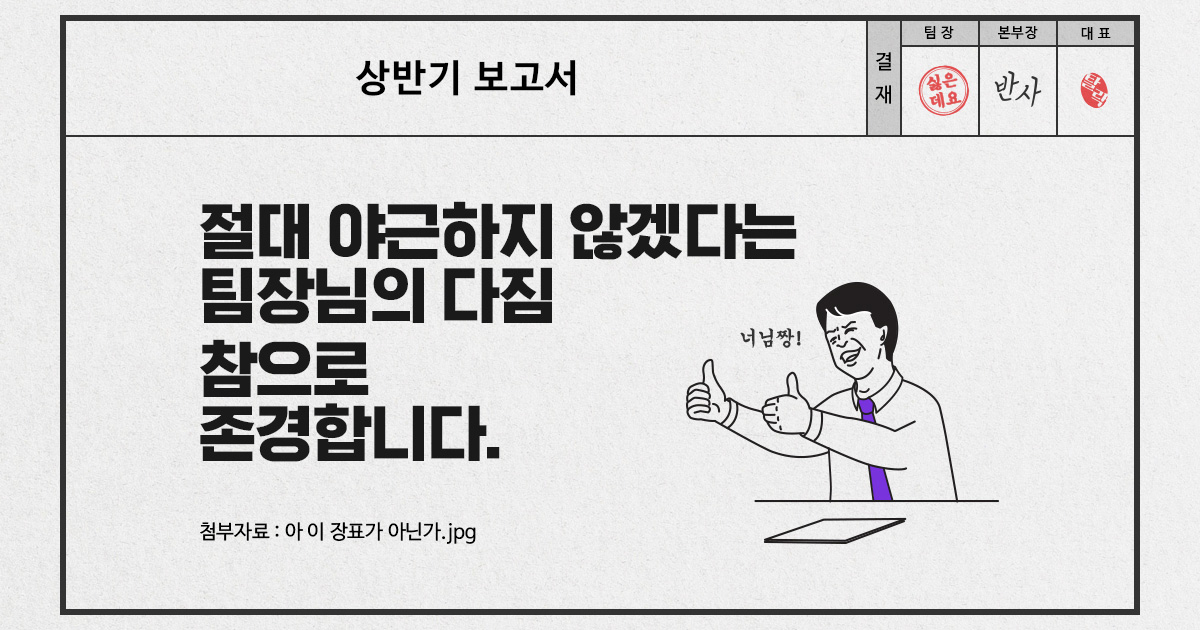 상반기 보고서
결재
팀 장
본부장
대 표
싫은
데요
반사
절대 야근하지 않겠다는
팀장님의 다짐
참으로
존경합니다.
너님짱!
첨부자료 : 아 이 장표가 아닌가.jpg